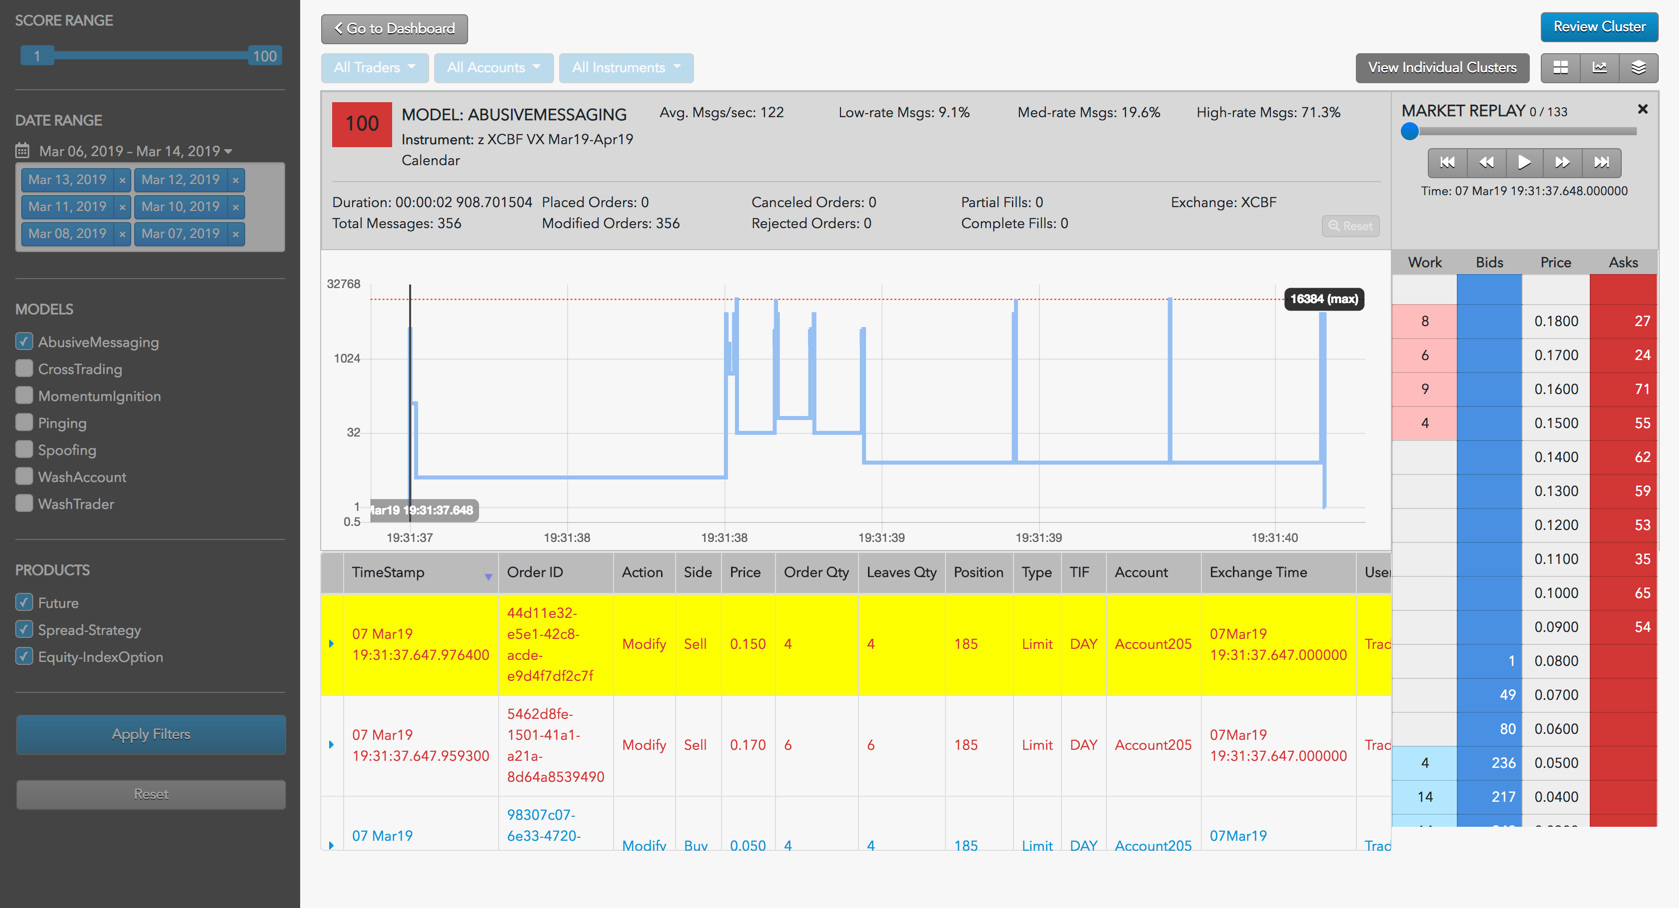 SCORE RANGE
1 100
DATE RANGE
Mar 06, 2019 - Mar 14, 2019
Mar 13, 2019 × Mar 12, 2019 ×
Mar 11, 2019 × Mar 10, 2019 ×
Mar 08, 2019 × Mar 07, 2019 ×
MODELS
AbusiveMessaging
CrossTrading
MomentumIgnition
Pinging
Spoofing
WashAccount
WashTrader
PRODUCTS
Future
Spread-Strategy
Equity-IndexOption
Apply Filters
Reset
Go to Dashboard
Review Cluster
All Traders All Accounts All Instruments
View Individual Clusters
100
MODEL: ABUSIVEMESSAGING
Instrument: z XCBF VX Mar19-Apr19
Calendar
Avg. Msgs/sec: 122 Low-rate Msgs: 9.1% Med-rate Msgs: 19.6% High-rate Msgs: 71.3%
Duration: 00:00:02 908.701504 Placed Orders: 0 Canceled Orders: 0 Partial Fills: 0 Exchange: XCBF
Total Messages: 356 Modified Orders: 356 Rejected Orders: 0 Complete Fills: 0
Reset
MARKET REPLAY 0 / 133
Time: 07 Mar19 19:31:37.648.000000
32768
1024
32
1
0.5
16384 (max)
Mar19 19:31:37.648
19:31:37 19:31:38 19:31:38 19:31:39 19:31:39 19:31:40
TimeStamp Order ID Action Side Price Order Qty Leaves Qty Position Type TIF Account Exchange Time User
07 Mar19
19:31:37.647.976400
44d11e32-
e5e1-42c8-
acde-
e9d4f7df2c7f
Modify Sell 0.150 4 4 185 Limit DAY Account205
07Mar19
19:31:37.647.000000
Trad
07 Mar19
19:31:37.647.959300
5462d8fe-
1501-41a1-
a21a-
8d64a8539490
Modify Sell 0.170 6 6 185 Limit DAY Account205
07Mar19
19:31:37.647.000000
Trad
07 Mar19
98307c07-
6e33-4720-
Modify Buy 0.050 4 4 185 Limit DAY Account205
07Mar19
Trad
Work Bids Price Asks
8 0.1800 27
6 0.1700 24
9 0.1600 71
4 0.1500 55
0.1400 62
0.1300 59
0.1200 53
0.1100 35
0.1000 65
0.0900 54
1 0.0800
49 0.0700
80 0.0600
4 236 0.0500
14 217 0.0400